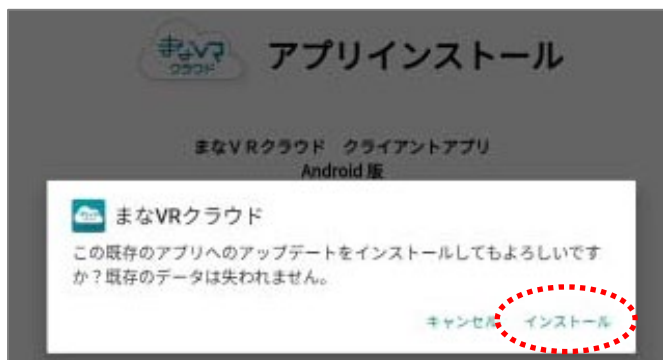 まなVR
クラウド
アプリインストール
まなVRクラウド クライアントアプリ
Android 版
まなVRクラウド
この既存のアプリへのアップデートをインストールしてもよろしいです
か？既存のデータは失われません。
キャンセル インストール